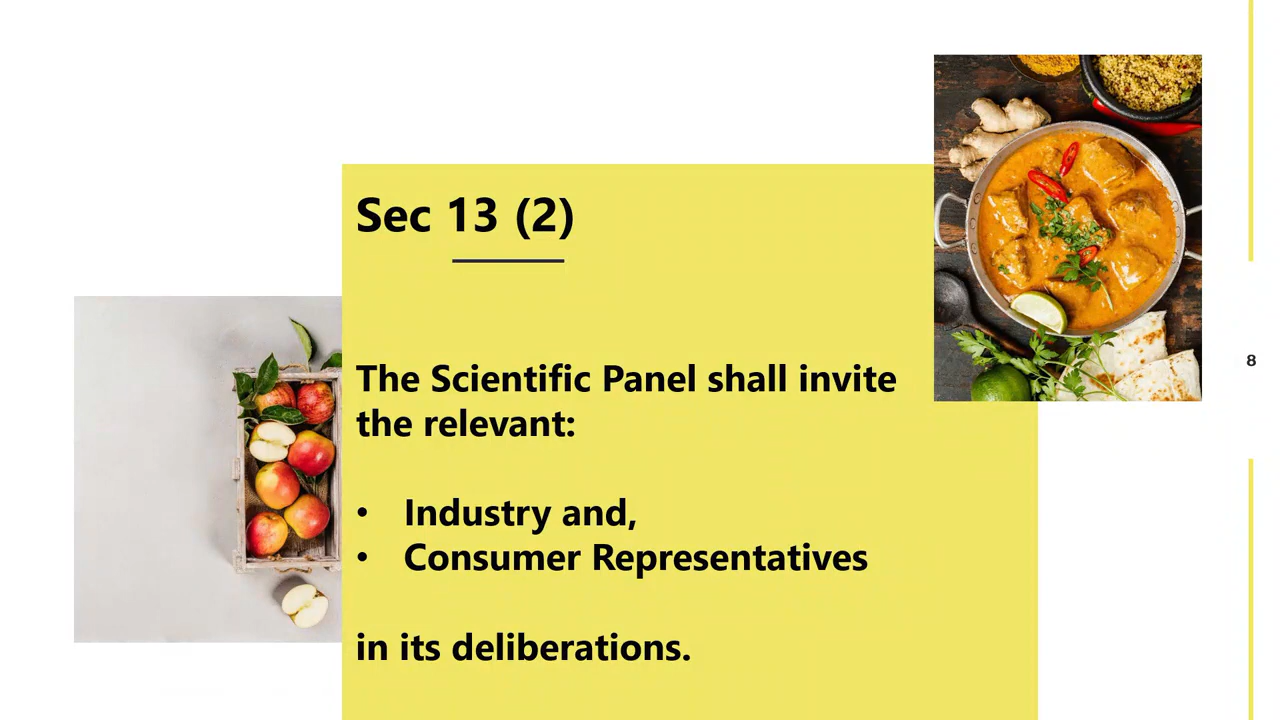 Sec 13 (2)
The Scientific Panel shall invite
the relevant:
• Industry and,
• Consumer Representatives
in its deliberations.
8